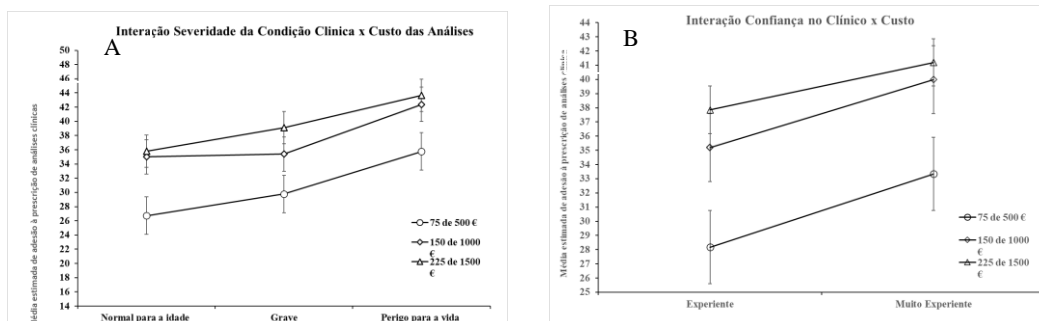 Interação Severidade da Condição Clinica x Custo das Análises
A
50
48
46
44
42
40
38
36
34
32
30
28
26
24
22
20
18
16
14
Média estimada de adesão à prescrição de análises clínicas
75 de 500 €
150 de 1000
€
225 de 1500
€
Normal para a idade
Grave
Perigo para a vida
Interação Confiança no Clínico x Custo
B
44
43
42
41
40
39
38
37
36
35
34
33
32
31
30
29
28
27
26
25
Média estimada de adesão à prescrição de análises clínica
75 de 500 €
150 de 1000
€
225 de 1500
€
Experiente
Muito Experiente